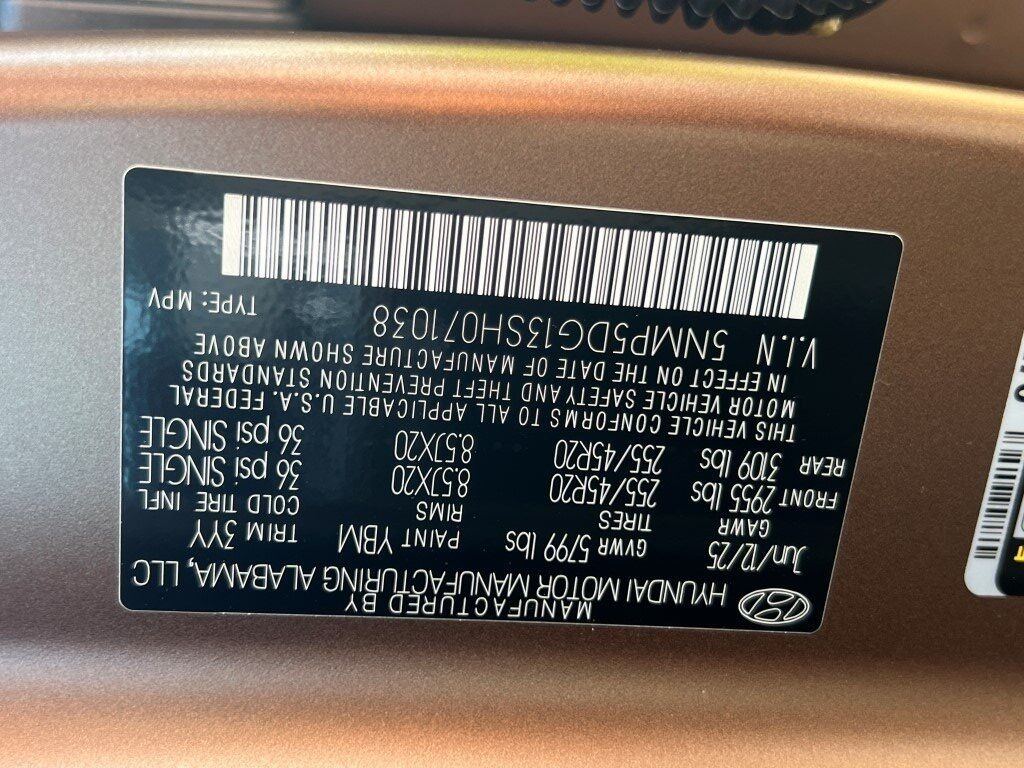 MANUFACTURED BY
HYUNDAI MOTOR MANUFACTURING ALABAMA, LLC
Jun/12/25 GVWR 5799 lbs PAINT YBM TRIM 3YY
GAWR TIRES RIMS COLD TIRE INFL
FRONT 2955 lbs 255/45R20 8.5JX20 36 psi SINGLE
REAR 3109 lbs 255/45R20 8.5JX20 36 psi SINGLE
THIS VEHICLE CONFORMS TO ALL APPLICABLE U.S.A. FEDERAL
MOTOR VEHICLE SAFETY AND THEFT PREVENTION STANDARDS
IN EFFECT ON THE DATE OF MANUFACTURE SHOWN ABOVE
V.I.N 5NMP5DG13SH071038 TYPE: MPV